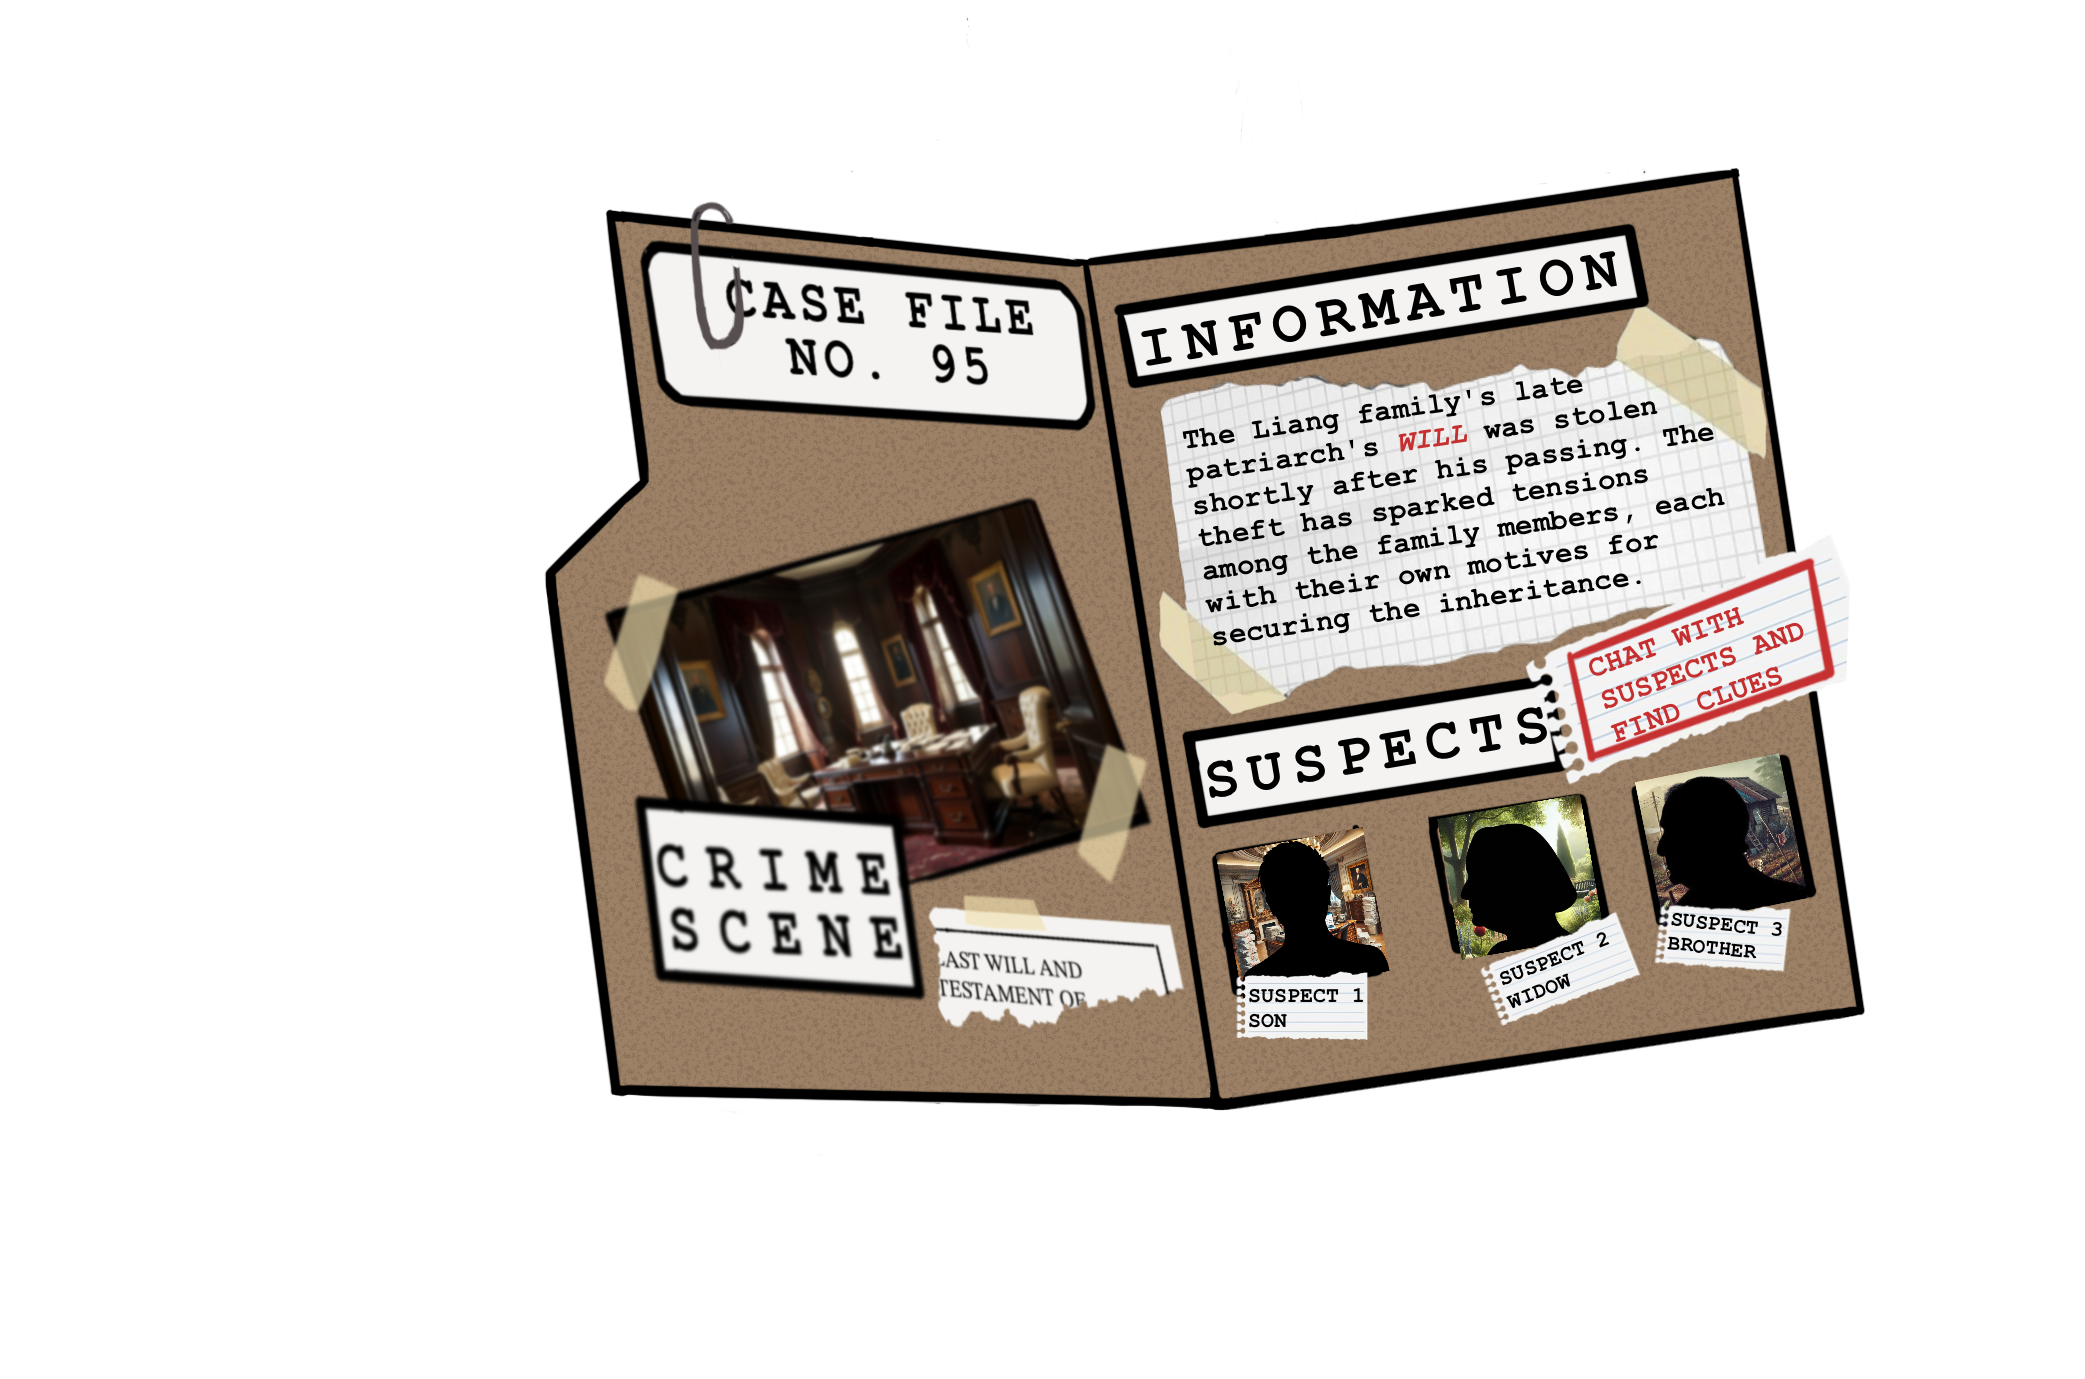 CASE FILE
NO. 95
CRIME
SCENE
LAST WILL AND
TESTAMENT OF
INFORMATION
The Liang family's late
patriarch's WILL was stolen
shortly after his passing. The
theft has sparked tensions
among the family members, each
with their own motives for
securing the inheritance.
CHAT WITH
SUSPECTS AND
FIND CLUES
SUSPECTS
SUSPECT 1
SON
SUSPECT 2
WIDOW
SUSPECT 3
BROTHER